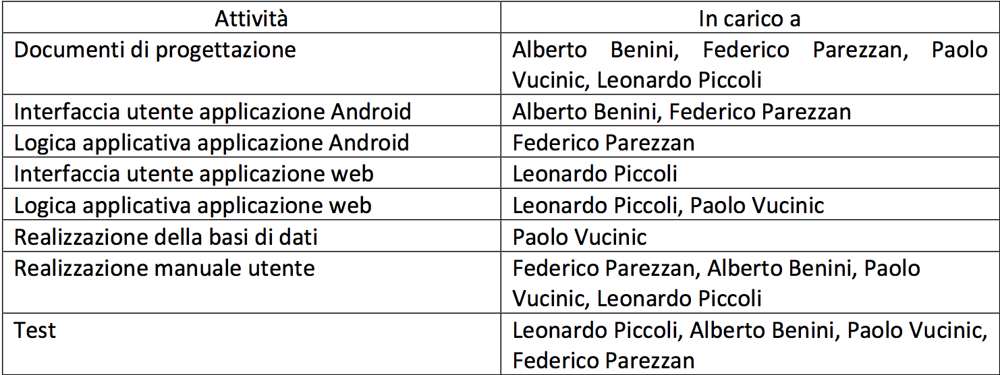 Attività In carico a
Documenti di progettazione Alberto Benini, Federico Parezzan, Paolo
Vucinic, Leonardo Piccoli
Interfaccia utente applicazione Android Alberto Benini, Federico Parezzan
Logica applicativa applicazione Android Federico Parezzan
Interfaccia utente applicazione web Leonardo Piccoli
Logica applicativa applicazione web Leonardo Piccoli, Paolo Vucinic
Realizzazione della basi di dati Paolo Vucinic
Realizzazione manuale utente Federico Parezzan, Alberto Benini, Paolo
Vucinic, Leonardo Piccoli
Test Leonardo Piccoli, Alberto Benini, Paolo Vucinic,
Federico Parezzan